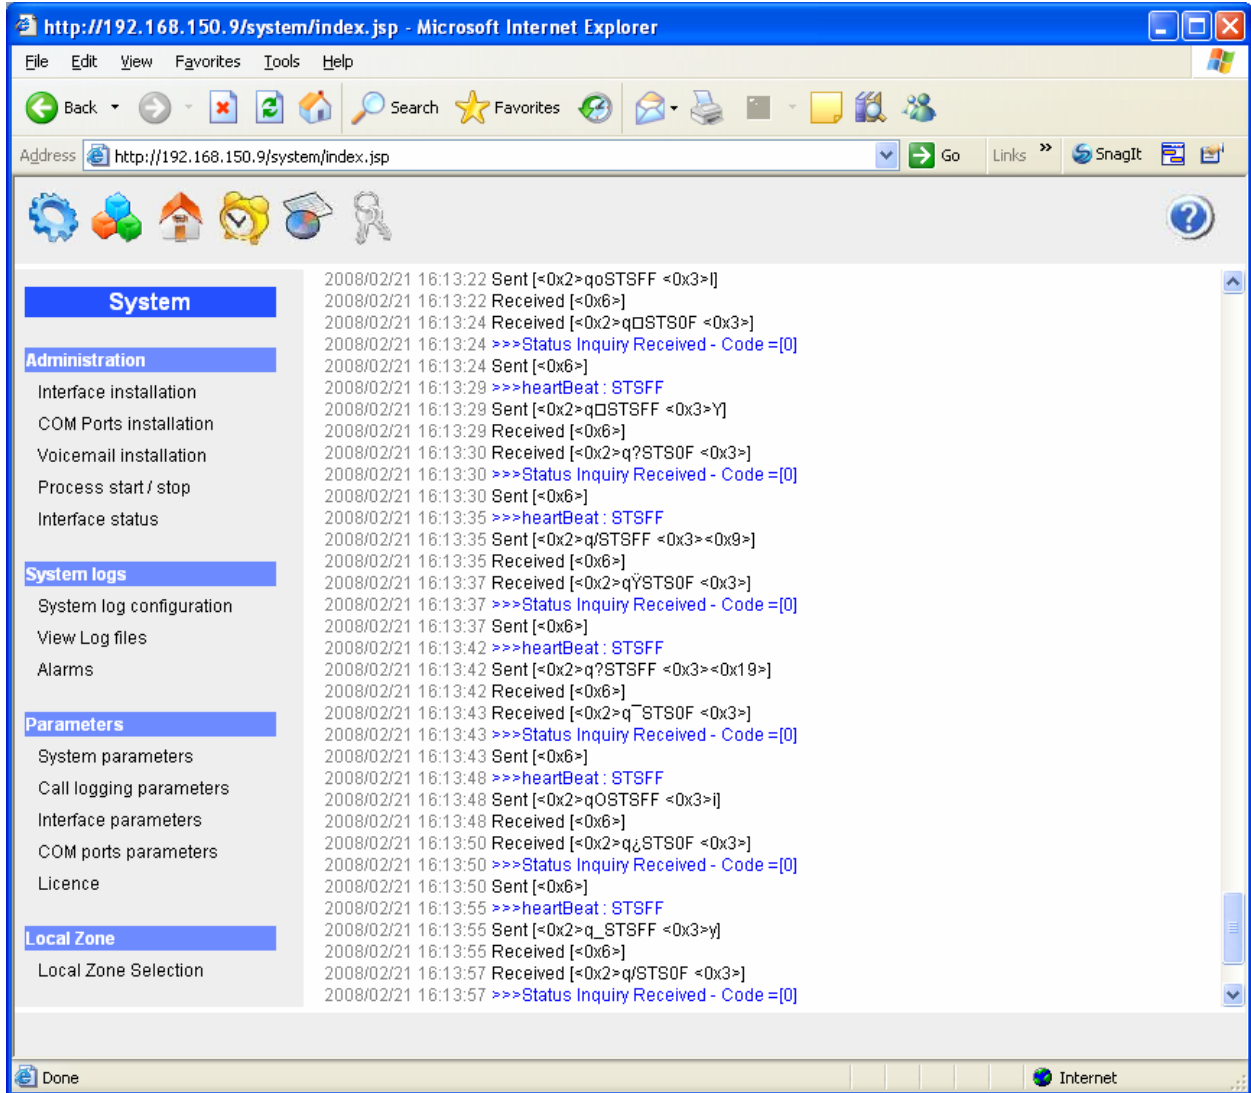 http://192.168.150.9/system/index.jsp - Microsoft Internet Explorer
File Edit View Favorites Tools Help
Back Search Favorites
Address http://192.168.150.9/system/index.jsp Go Links » SnagIt
System
Administration
Interface installation
COM Ports installation
Voicemail installation
Process start / stop
Interface status
System logs
System log configuration
View Log files
Alarms
Parameters
System parameters
Call logging parameters
Interface parameters
COM ports parameters
Licence
Local Zone
Local Zone Selection
2008/02/21 16:13:22 Sent [<0x2>qoSTSFF <0x3>I]
2008/02/21 16:13:22 Received [<0x6>]
2008/02/21 16:13:24 Received [<0x2>q□STS0F <0x3>]
2008/02/21 16:13:24 >>>Status Inquiry Received - Code =[0]
2008/02/21 16:13:24 Sent [<0x6>]
2008/02/21 16:13:29 >>>heartBeat : STSFF
2008/02/21 16:13:29 Sent [<0x2>q□STSFF <0x3>Y]
2008/02/21 16:13:29 Received [<0x6>]
2008/02/21 16:13:30 Received [<0x2>q?STS0F <0x3>]
2008/02/21 16:13:30 >>>Status Inquiry Received - Code =[0]
2008/02/21 16:13:30 Sent [<0x6>]
2008/02/21 16:13:35 >>>heartBeat : STSFF
2008/02/21 16:13:35 Sent [<0x2>q/STSFF <0x3><0x9>]
2008/02/21 16:13:35 Received [<0x6>]
2008/02/21 16:13:37 Received [<0x2>qŸSTS0F <0x3>]
2008/02/21 16:13:37 >>>Status Inquiry Received - Code =[0]
2008/02/21 16:13:37 Sent [<0x6>]
2008/02/21 16:13:42 >>>heartBeat : STSFF
2008/02/21 16:13:42 Sent [<0x2>q?STSFF <0x3><0x19>]
2008/02/21 16:13:42 Received [<0x6>]
2008/02/21 16:13:43 Received [<0x2>q¯STS0F <0x3>]
2008/02/21 16:13:43 >>>Status Inquiry Received - Code =[0]
2008/02/21 16:13:43 Sent [<0x6>]
2008/02/21 16:13:48 >>>heartBeat : STSFF
2008/02/21 16:13:48 Sent [<0x2>qOSTSFF <0x3>i]
2008/02/21 16:13:48 Received [<0x6>]
2008/02/21 16:13:50 Received [<0x2>q¿STS0F <0x3>]
2008/02/21 16:13:50 >>>Status Inquiry Received - Code =[0]
2008/02/21 16:13:50 Sent [<0x6>]
2008/02/21 16:13:55 >>>heartBeat : STSFF
2008/02/21 16:13:55 Sent [<0x2>q_STSFF <0x3>y]
2008/02/21 16:13:55 Received [<0x6>]
2008/02/21 16:13:57 Received [<0x2>q/STS0F <0x3>]
2008/02/21 16:13:57 >>>Status Inquiry Received - Code =[0]
Done Internet